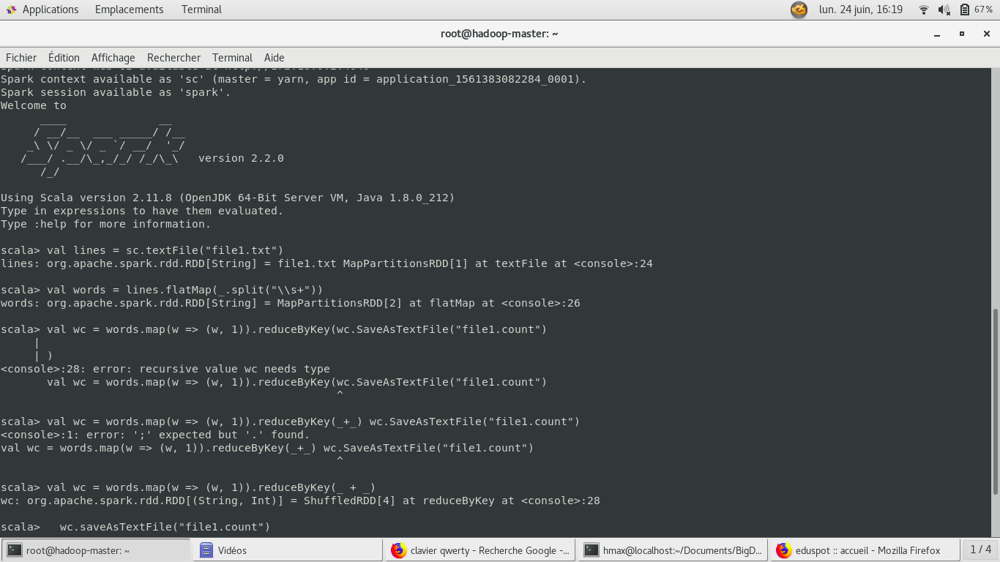 Applications Emplacements Terminal lun. 24 juin, 16:19 67%
root@hadoop-master: ~
Fichier Édition Affichage Rechercher Terminal Aide
Spark context available as 'sc' (master = yarn, app id = application_1561383082284_0001).
Spark session available as 'spark'.
Welcome to
      ____              __
     / __/__  ___ _____/ /__
    _\ \/ _ \/ _ `/ __/  '_/
   /___/ .__/\_,_/_/ /_/\_\   version 2.2.0
      /_/
Using Scala version 2.11.8 (OpenJDK 64-Bit Server VM, Java 1.8.0_212)
Type in expressions to have them evaluated.
Type :help for more information.
scala> val lines = sc.textFile("file1.txt")
lines: org.apache.spark.rdd.RDD[String] = file1.txt MapPartitionsRDD[1] at textFile at <console>:24
scala> val words = lines.flatMap(_.split("\\s+"))
words: org.apache.spark.rdd.RDD[String] = MapPartitionsRDD[2] at flatMap at <console>:26
scala> val wc = words.map(w => (w, 1)).reduceByKey(wc.SaveAsTextFile("file1.count")
     |
     | )
<console>:28: error: recursive value wc needs type
       val wc = words.map(w => (w, 1)).reduceByKey(wc.SaveAsTextFile("file1.count")
                                                   ^
scala> val wc = words.map(w => (w, 1)).reduceByKey(_+_) wc.SaveAsTextFile("file1.count")
<console>:1: error: ';' expected but '.' found.
val wc = words.map(w => (w, 1)).reduceByKey(_+_) wc.SaveAsTextFile("file1.count")
                                                   ^
scala> val wc = words.map(w => (w, 1)).reduceByKey(_ + _)
wc: org.apache.spark.rdd.RDD[(String, Int)] = ShuffledRDD[4] at reduceByKey at <console>:28
scala>   wc.saveAsTextFile("file1.count")
root@hadoop-master: ~ Vidéos clavier qwerty - Recherche Google -... hmax@localhost:~/Documents/BigD... eduspot :: accueil - Mozilla Firefox 1 / 4